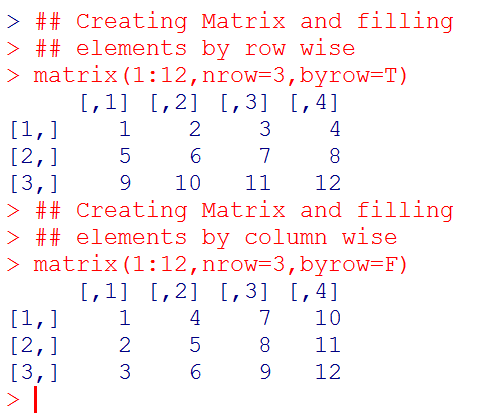 > ## Creating Matrix and filling
> ## elements by row wise
> matrix(1:12,nrow=3,byrow=T)
     [,1] [,2] [,3] [,4]
[1,]    1    2    3    4
[2,]    5    6    7    8
[3,]    9   10   11   12
> ## Creating Matrix and filling
> ## elements by column wise
> matrix(1:12,nrow=3,byrow=F)
     [,1] [,2] [,3] [,4]
[1,]    1    4    7   10
[2,]    2    5    8   11
[3,]    3    6    9   12
>